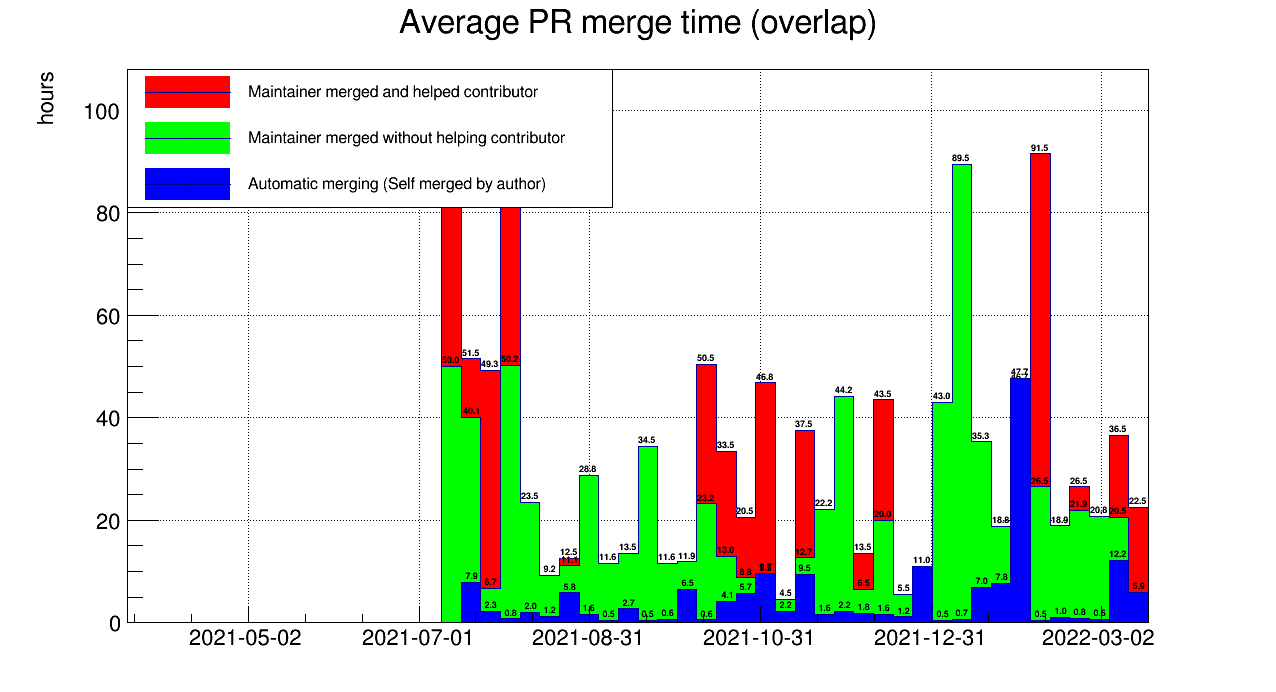 Average PR merge time (overlap)
hours
Maintainer merged and helped contributor
Maintainer merged without helping contributor
Automatic merging (Self merged by author)
100
80
60
40
20
0
91.5
89.5
50.0 51.5 49.3 50.2 50.5 46.8 47.7
40.1 44.2 43.5 43.0
34.5 33.5 37.5 35.3 36.5
28.8 26.5 26.5
23.5 23.2 20.5 22.2 20.0 18.8 18.9 21.9 20.8 20.5 22.5
9.2 12.5 11.1 11.6 13.5 11.6 11.9 13.0 12.7 13.5 11.0 12.2
7.9 6.7 5.8 6.5 6.8 5.7 9.5 6.5 5.5 7.0 7.8 5.9
2.3 0.8 2.0 1.2 1.6 0.5 2.7 0.5 0.6 0.6 4.1 4.5 2.2 1.6 2.2 1.8 1.6 1.2 0.5 0.7 0.5 1.0 0.8
2021-05-02 2021-07-01 2021-08-31 2021-10-31 2021-12-31 2022-03-02